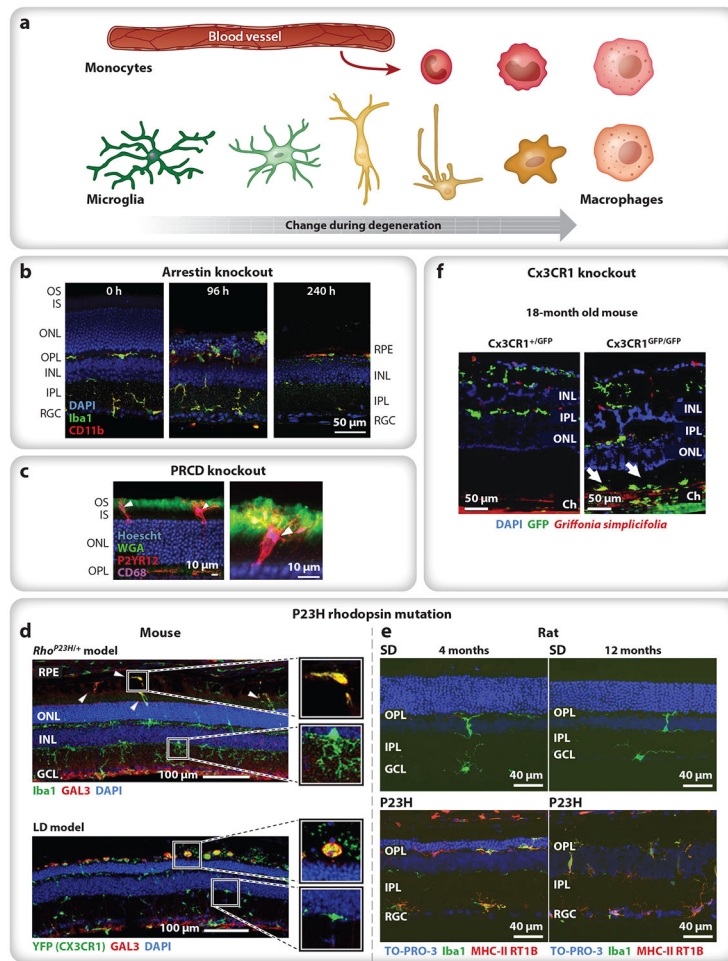 a
Blood vessel
Monocytes
Microglia
Macrophages
Change during degeneration
b
Arrestin knockout
0 h
96 h
240 h
OS
IS
ONL
OPL
INL
IPL
RGC
DAPI
Iba1
CD11b
RPE
INL
IPL
RGC
50 µm
c
PRCD knockout
OS
IS
ONL
OPL
Hoescht
WGA
P2YR12
CD68
10 µm
10 µm
f
Cx3CR1 knockout
18-month old mouse
Cx3CR1+/GFP
Cx3CR1GFP/GFP
INL
IPL
ONL
Ch
50 µm
INL
IPL
ONL
Ch
50 µm
DAPI GFP Griffonia simplicifolia
P23H rhodopsin mutation
d
Mouse
RhoP23H/+ model
RPE
ONL
INL
GCL
100 µm
Iba1 GAL3 DAPI
LD model
100 µm
YFP (CX3CR1) GAL3 DAPI
e
Rat
SD
4 months
SD
12 months
OPL
IPL
GCL
40 µm
OPL
IPL
GCL
40 µm
P23H
P23H
OPL
IPL
RGC
40 µm
OPL
IPL
RGC
40 µm
TO-PRO-3 Iba1 MHC-II RT1B
TO-PRO-3 Iba1 MHC-II RT1B